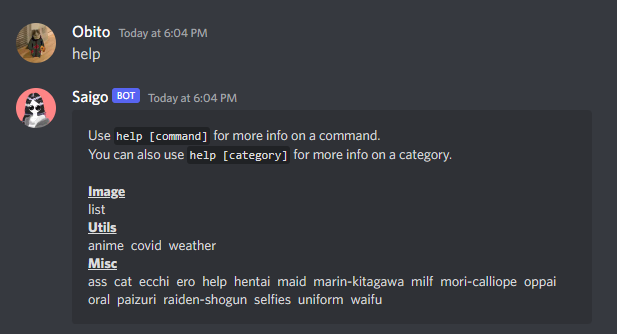 Obito Today at 6:04 PM
help
Saigo BOT Today at 6:04 PM
Use help [command] for more info on a command.
You can also use help [category] for more info on a category.
Image
list
Utils
anime covid weather
Misc
ass cat ecchi ero help hentai maid marin-kitagawa milf mori-calliope oppai
oral paizuri raiden-shogun selfies uniform waifu